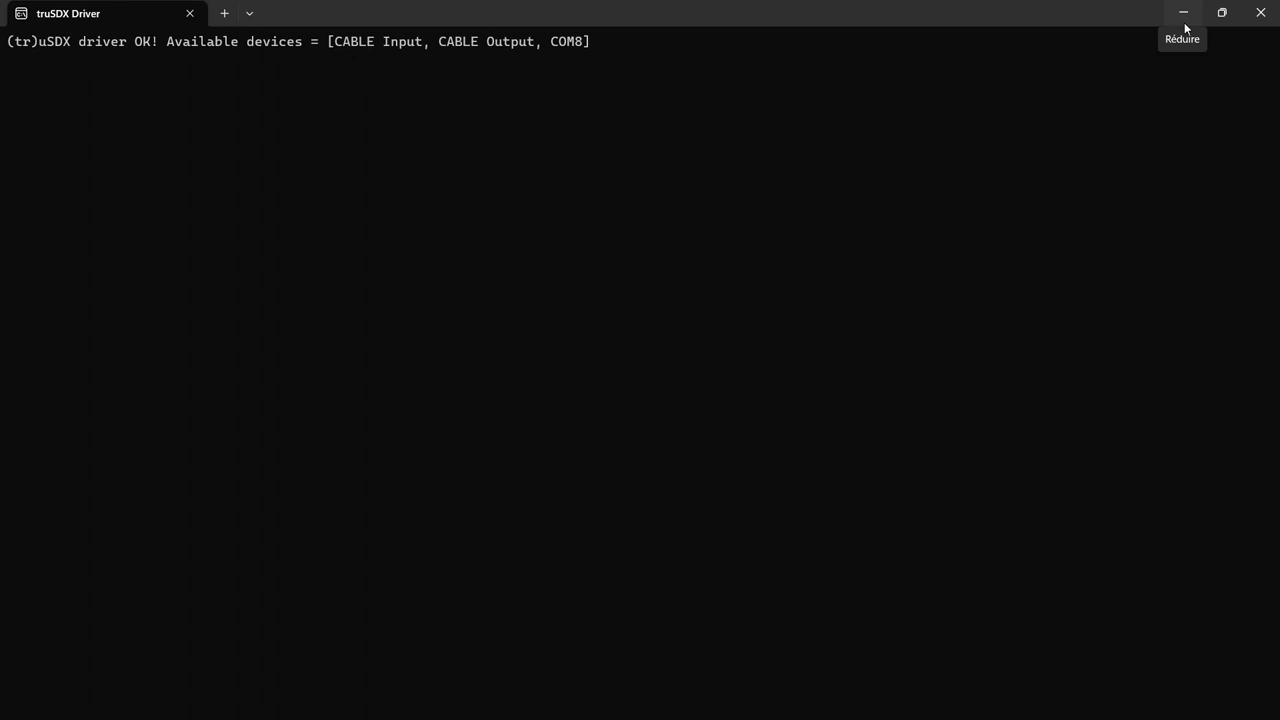 truSDX Driver
(tr)uSDX driver OK! Available devices = [CABLE Input, CABLE Output, COM8]
Réduire